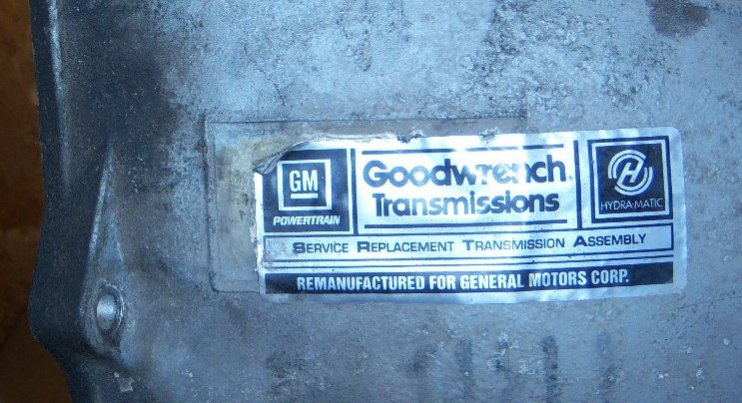 GM
POWERTRAIN
Goodwrench
Transmissions
HYDRA-MATIC
SERVICE REPLACEMENT TRANSMISSION ASSEMBLY
REMANUFACTURED FOR GENERAL MOTORS CORP.